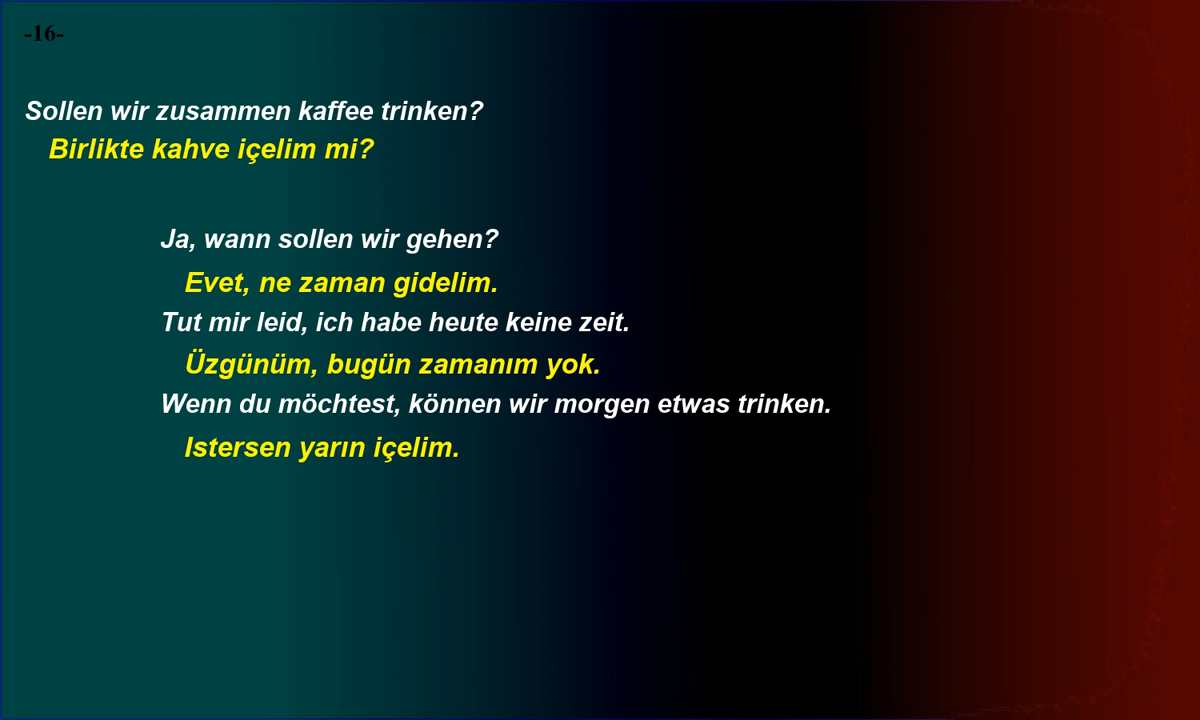 -16-
Sollen wir zusammen kaffee trinken?
Birlikte kahve içelim mi?
Ja, wann sollen wir gehen?
Evet, ne zaman gidelim.
Tut mir leid, ich habe heute keine zeit.
Üzgünüm, bugün zamanım yok.
Wenn du möchtest, können wir morgen etwas trinken.
Istersen yarın içelim.